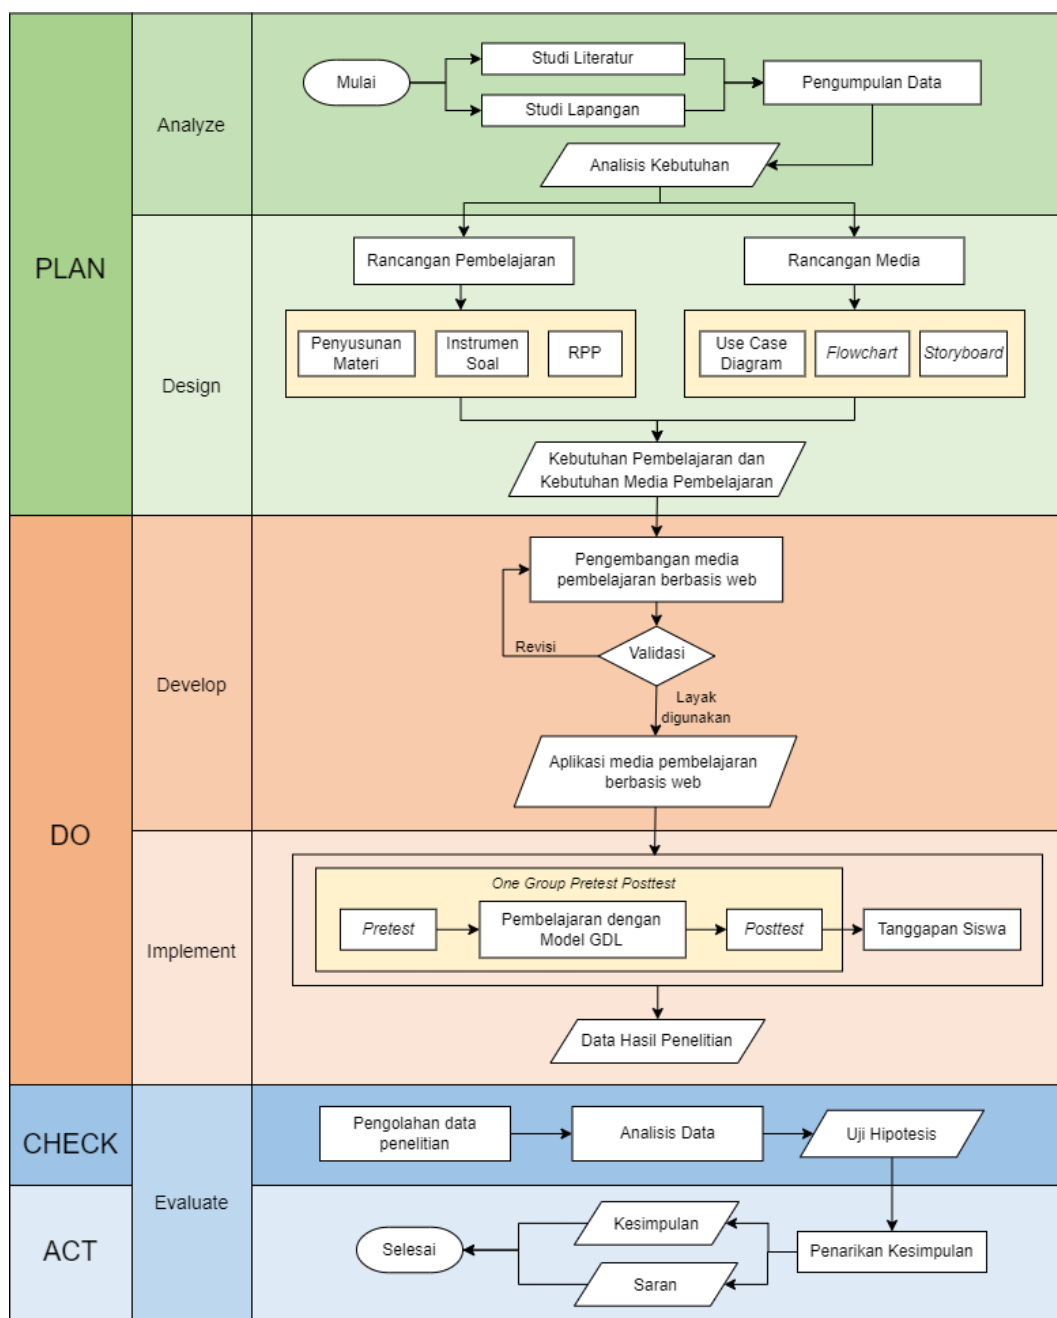 PLAN
Analyze
Mulai
Studi Literatur
Studi Lapangan
Pengumpulan Data
Analisis Kebutuhan
Design
Rancangan Pembelajaran
Rancangan Media
Penyusunan
Materi
Instrumen
Soal
RPP
Use Case
Diagram
Flowchart
Storyboard
Kebutuhan Pembelajaran dan
Kebutuhan Media Pembelajaran
DO
Develop
Pengembangan media
pembelajaran berbasis web
Revisi
Validasi
Layak
digunakan
Aplikasi media pembelajaran
berbasis web
Implement
One Group Pretest Posttest
Pretest
Pembelajaran dengan
Model GDL
Posttest
Tanggapan Siswa
Data Hasil Penelitian
CHECK
Evaluate
Pengolahan data
penelitian
Analisis Data
Uji Hipotesis
ACT
Selesai
Kesimpulan
Saran
Penarikan Kesimpulan